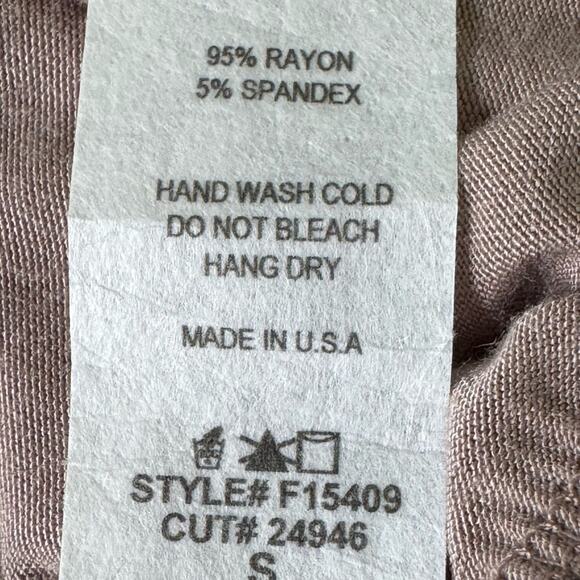 95% RAYON
5% SPANDEX
HAND WASH COLD
DO NOT BLEACH
HANG DRY
MADE IN U.S.A
STYLE# F15409
CUT# 24946
S